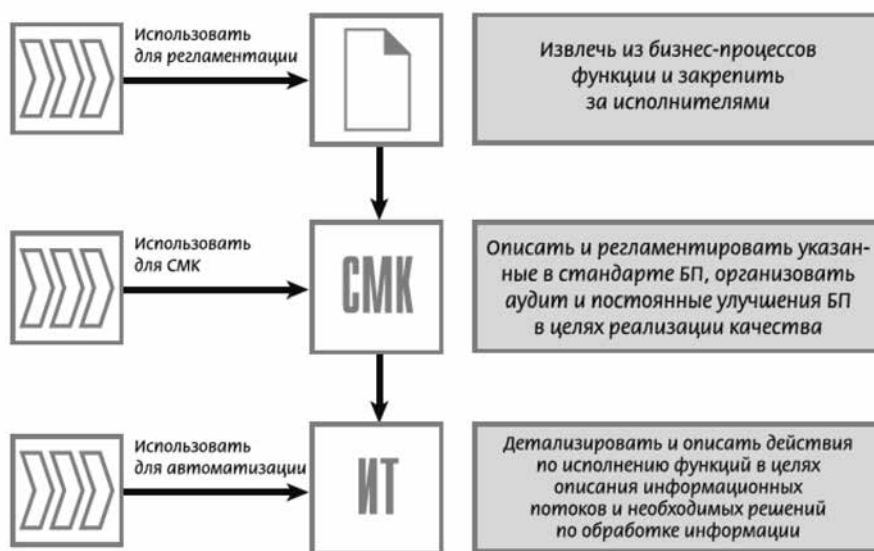 Использовать
для регламентации
Извлечь из бизнес-процессов
функции и закрепить
за исполнителями
Использовать
для СМК
СМК
Описать и регламентировать указан-
ные в стандарте БП, организовать
аудит и постоянные улучшения БП
в целях реализации качества
Использовать
для автоматизации
ИТ
Детализировать и описать действия
по исполнению функций в целях
описания информационных
потоков и необходимых решений
по обработке информации